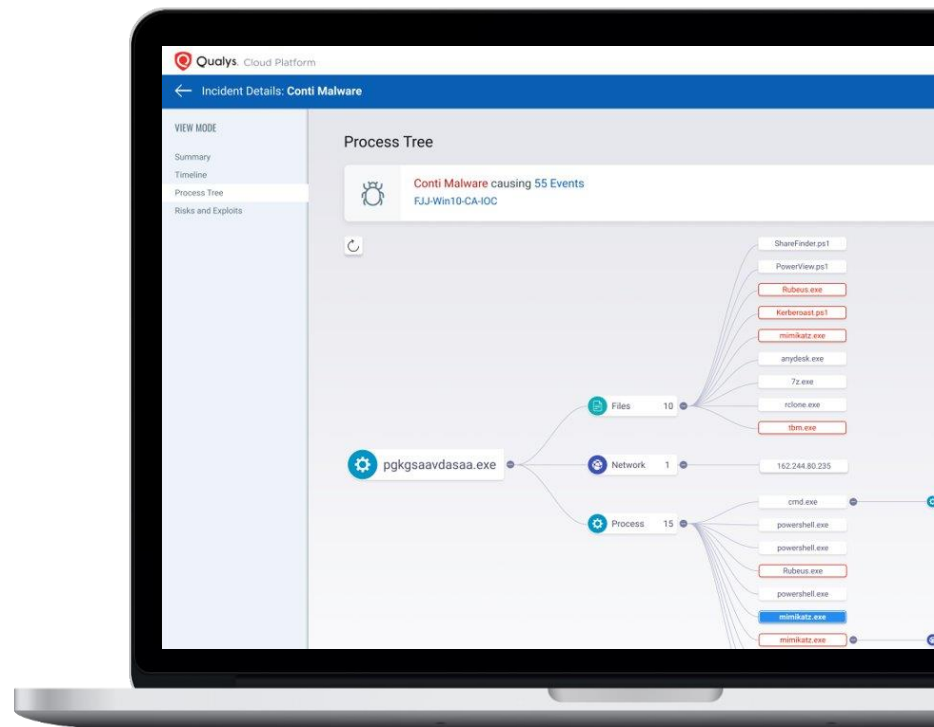 Qualys. Cloud Platform
Incident Details: Conti Malware
VIEW MODE
Summary
Timeline
Process Tree
Risks and Exploits
Process Tree
Conti Malware causing 55 Events
FJJ-Win10-CA-IOC
ShareFinder.ps1
PowerView.ps1
Rubeus.exe
Kerberoast.ps1
mimikatz.exe
anydesk.exe
7z.exe
Files 10
rclone.exe
tbm.exe
pgkgsaavdasaa.exe
Network 1
162.244.80.235
cmd.exe
Process 15
powershell.exe
powershell.exe
Rubeus.exe
powershell.exe
mimikatz.exe
mimikatz.exe